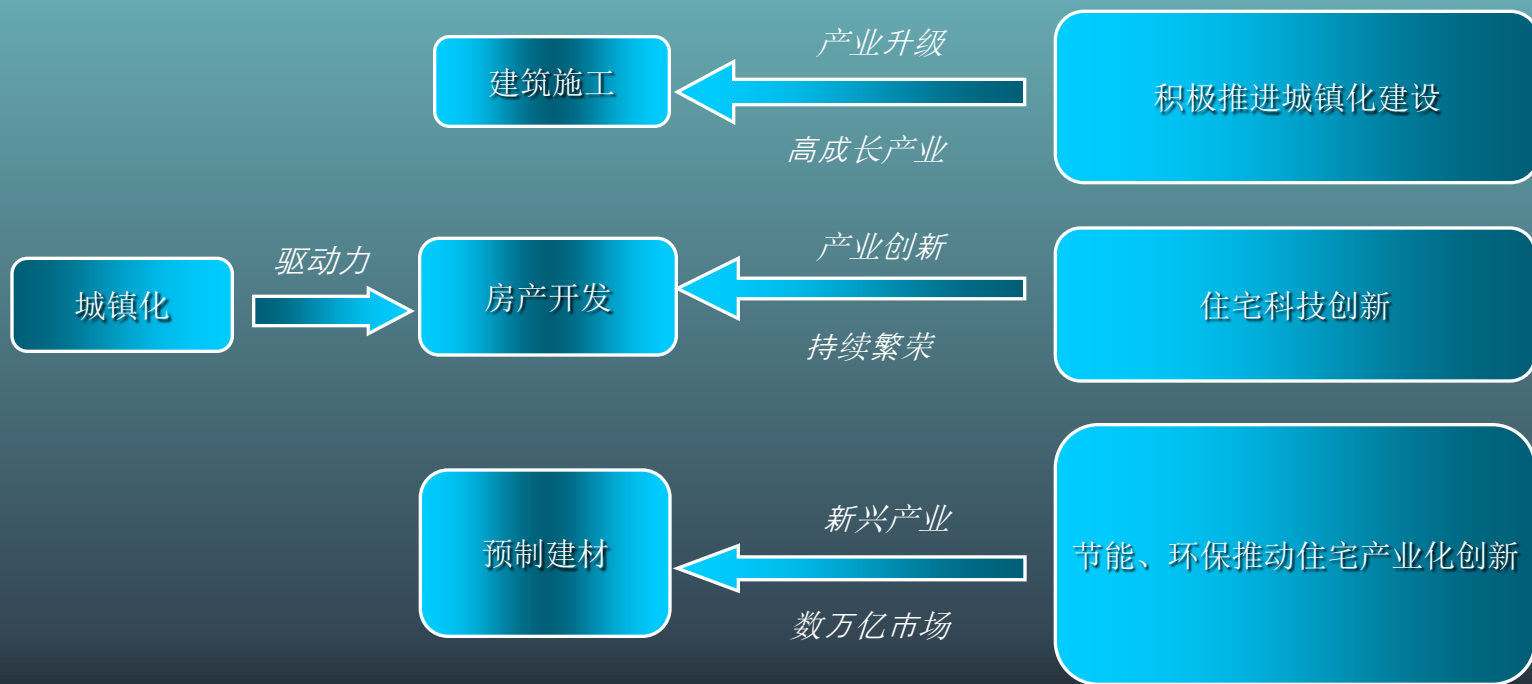 产业升级
建筑施工
积极推进城镇化建设
高成长产业
产业创新
驱动力
城镇化
房产开发
住宅科技创新
持续繁荣
新兴产业
预制建材
节能、环保推动住宅产业化创新
数万亿市场